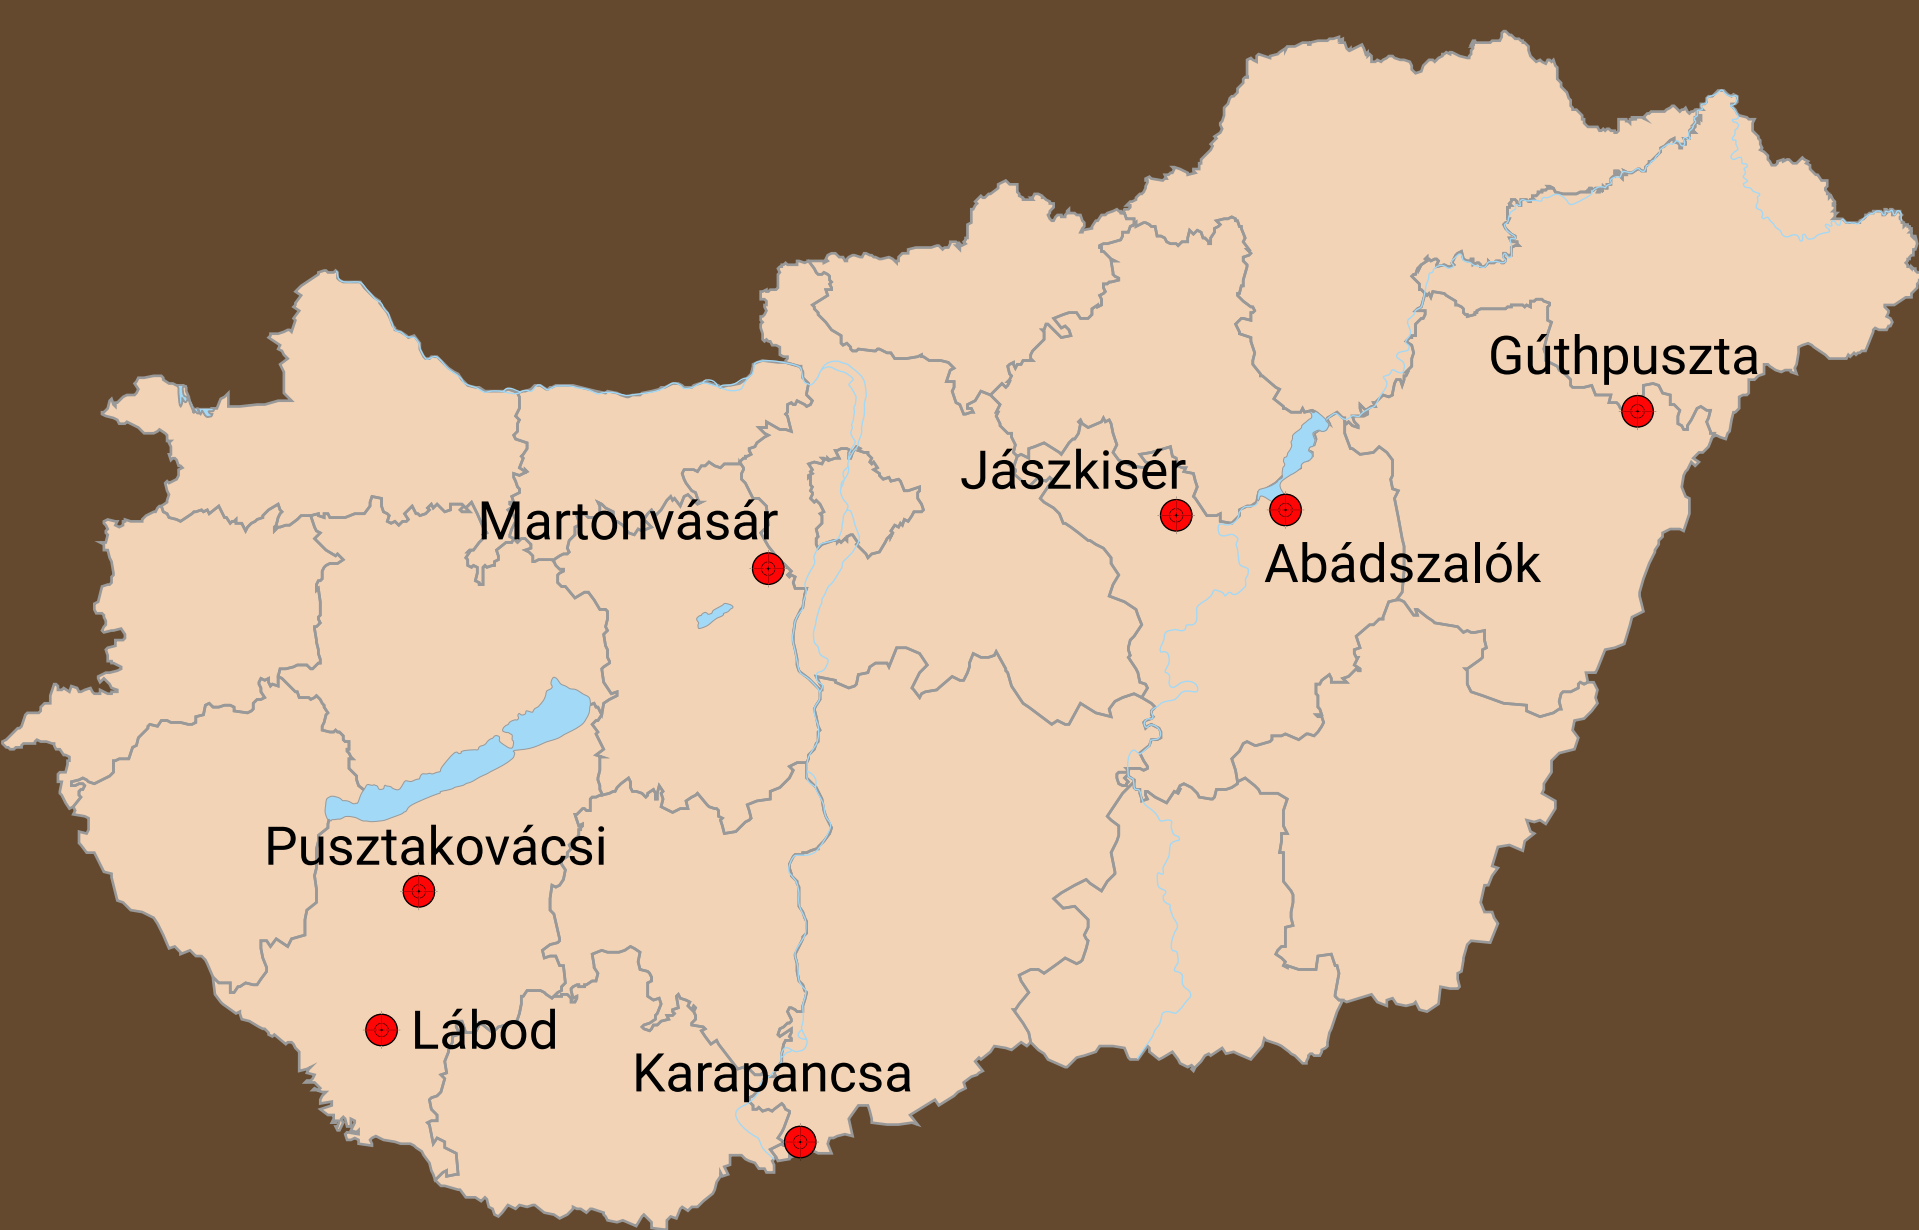 Gúthpuszta
Jászkisér
Martonvásár
Abádszalók
Pusztakovácsi
Lábod
Karapancsa